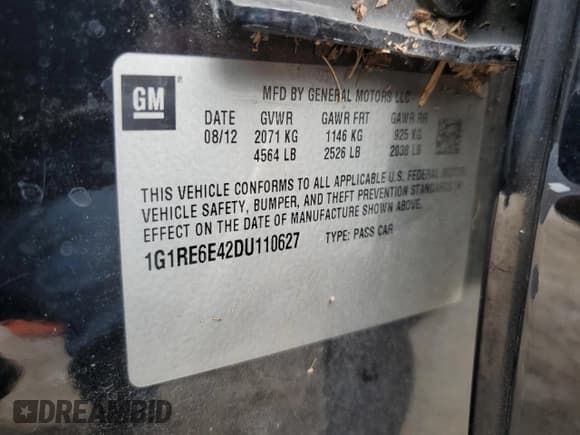 GM
MFD BY GENERAL MOTORS LLC
DATE GVWR GAWR FRT GAWR RR
08/12 2071 KG 1146 KG 925 KG
4564 LB 2526 LB 2038 LB
THIS VEHICLE CONFORMS TO ALL APPLICABLE U.S. FEDERAL MOTOR
VEHICLE SAFETY, BUMPER, AND THEFT PREVENTION STANDARDS IN
EFFECT ON THE DATE OF MANUFACTURE SHOWN ABOVE.
1G1RE6E42DU110627 TYPE: PASS CAR
DREAMBID